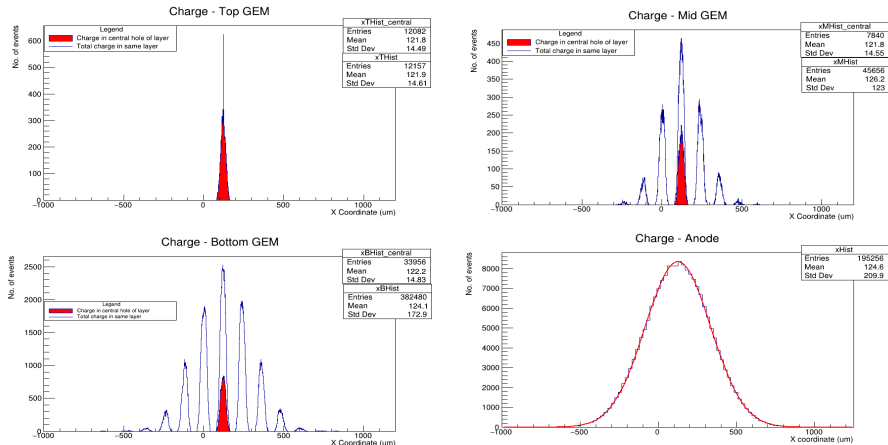 Charge - Top GEM
No. of events
Legend
Charge in central hole of layer
Total charge in same layer
xTHist_central
Entries 12082
Mean 121.8
Std Dev 14.49
xTHist
Entries 12157
Mean 121.9
Std Dev 14.61
600
500
400
300
200
100
0
−1000 −500 0 500 1000
X Coordinate (um)
Charge - Mid GEM
No. of events
Legend
Charge in central hole of layer
Total charge in same layer
xMHist_central
Entries 7840
Mean 121.8
Std Dev 14.55
xMHist
Entries 45656
Mean 126.2
Std Dev 123
450
400
350
300
250
200
150
100
50
0
−1000 −500 0 500 1000
X Coordinate (um)
Charge - Bottom GEM
No. of events
Legend
Charge in central hole of layer
Total charge in same layer
xBHist_central
Entries 33956
Mean 122.2
Std Dev 14.83
xBHist
Entries 382480
Mean 124.1
Std Dev 172.9
2500
2000
1500
1000
500
0
−1000 −500 0 500 1000
X Coordinate (um)
Charge - Anode
No. of events
xHist
Entries 195256
Mean 124.6
Std Dev 209.9
8000
7000
6000
5000
4000
3000
2000
1000
0
−1000 −500 0 500 1000
X Coordinate (um)